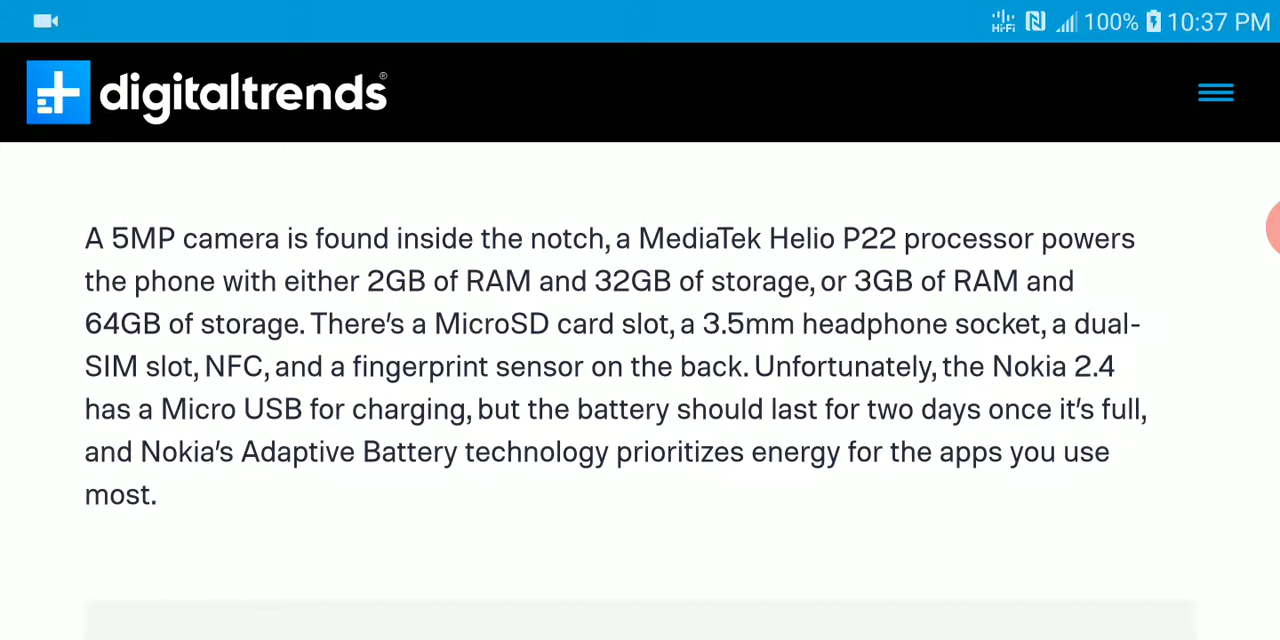 Hi-Fi 100% 10:37 PM
digitaltrends®
A 5MP camera is found inside the notch, a MediaTek Helio P22 processor powers
the phone with either 2GB of RAM and 32GB of storage, or 3GB of RAM and
64GB of storage. There's a MicroSD card slot, a 3.5mm headphone socket, a dual-
SIM slot, NFC, and a fingerprint sensor on the back. Unfortunately, the Nokia 2.4
has a Micro USB for charging, but the battery should last for two days once it's full,
and Nokia's Adaptive Battery technology prioritizes energy for the apps you use
most.